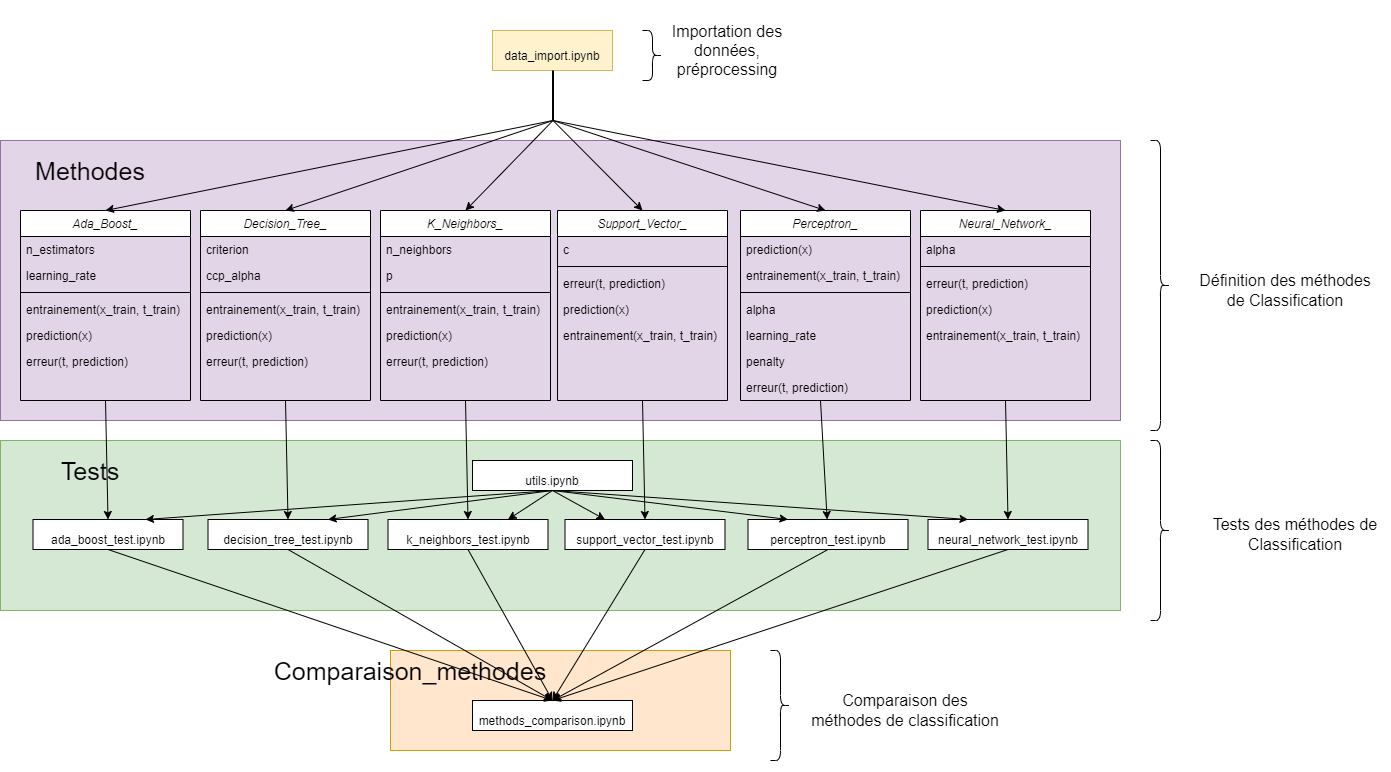 data_import.ipynb
Importation des
données,
préprocessing
Methodes
Ada_Boost_
n_estimators
learning_rate
entrainement(x_train, t_train)
prediction(x)
erreur(t, prediction)
Decision_Tree_
criterion
ccp_alpha
entrainement(x_train, t_train)
prediction(x)
erreur(t, prediction)
K_Neighbors_
n_neighbors
p
entrainement(x_train, t_train)
prediction(x)
erreur(t, prediction)
Support_Vector_
c
erreur(t, prediction)
prediction(x)
entrainement(x_train, t_train)
Perceptron_
prediction(x)
entrainement(x_train, t_train)
alpha
learning_rate
penalty
erreur(t, prediction)
Neural_Network_
alpha
erreur(t, prediction)
prediction(x)
entrainement(x_train, t_train)
Définition des méthodes
de Classification
Tests
utils.ipynb
ada_boost_test.ipynb
decision_tree_test.ipynb
k_neighbors_test.ipynb
support_vector_test.ipynb
perceptron_test.ipynb
neural_network_test.ipynb
Tests des méthodes de
Classification
Comparaison_methodes
methods_comparison.ipynb
Comparaison des
méthodes de classification